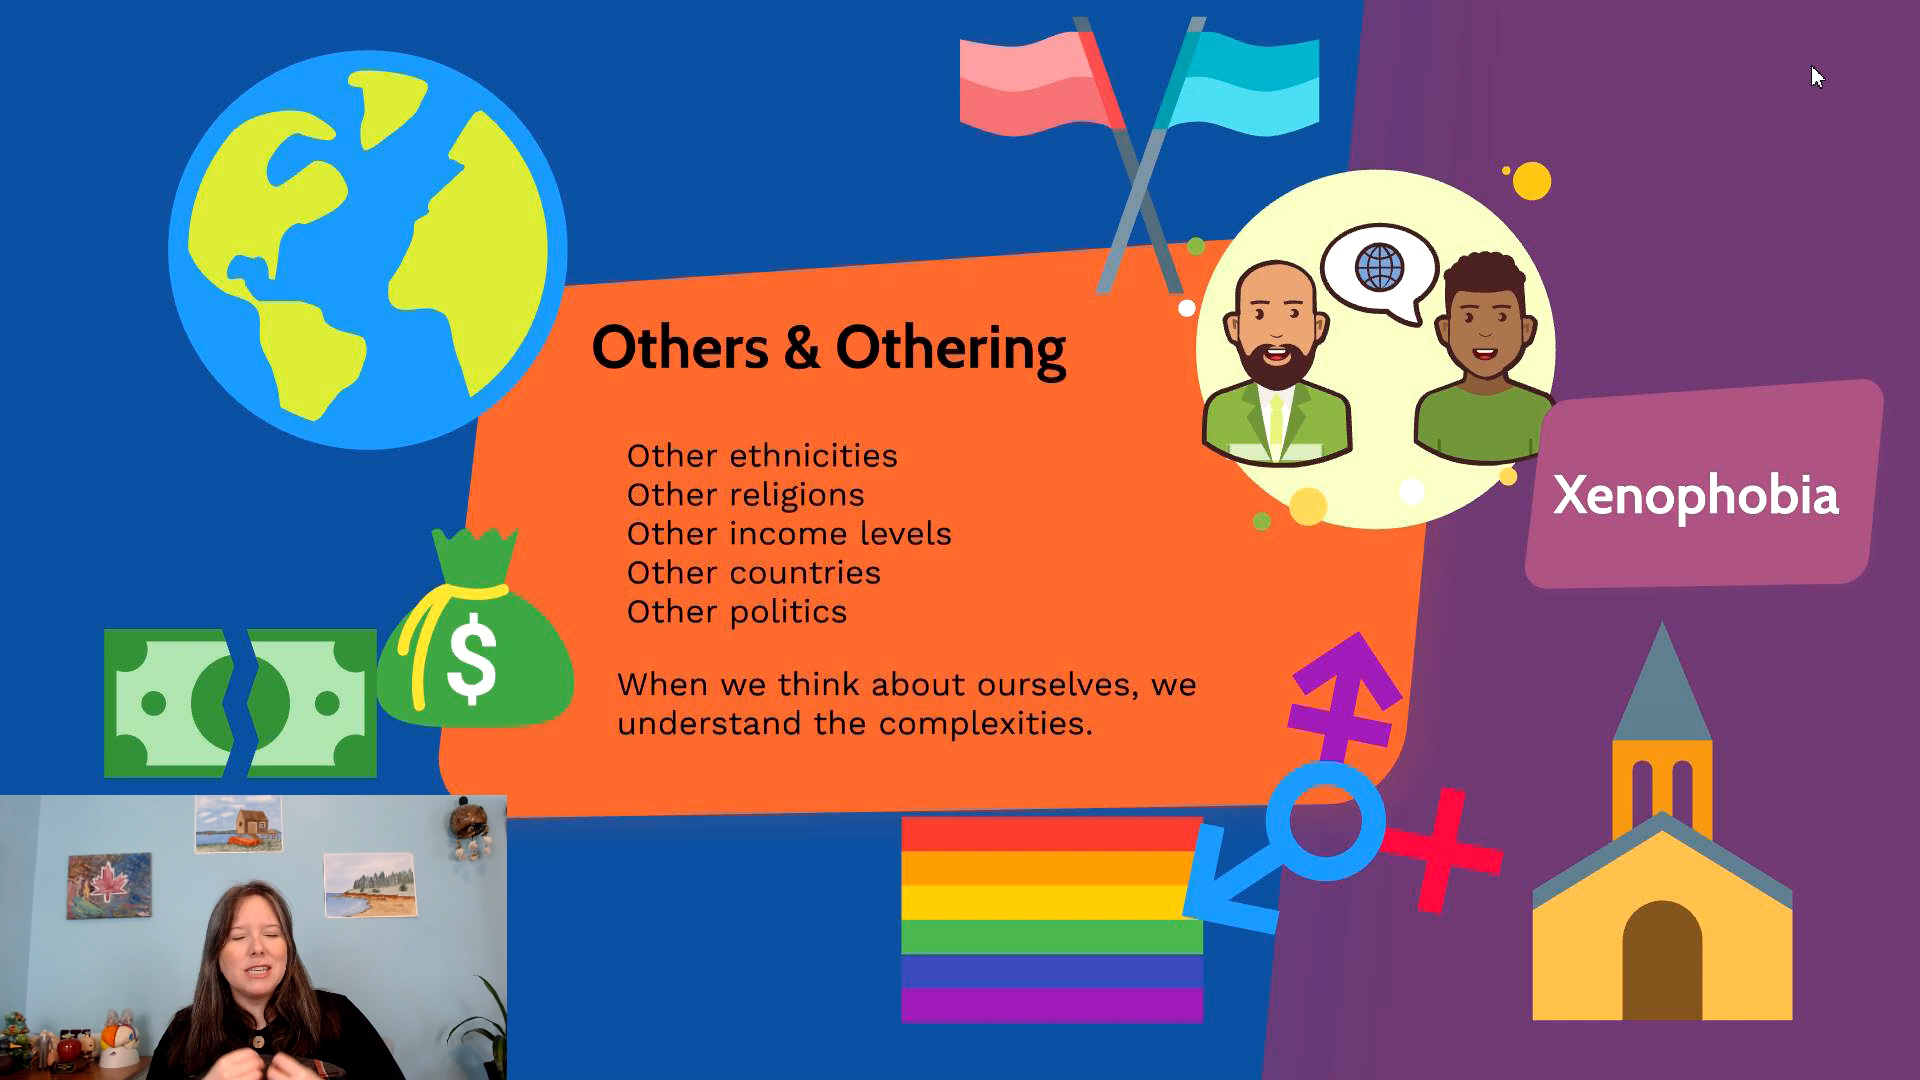 Others & Othering
Other ethnicities
Other religions
Other income levels
Other countries
Other politics
When we think about ourselves, we
understand the complexities.
Xenophobia
$